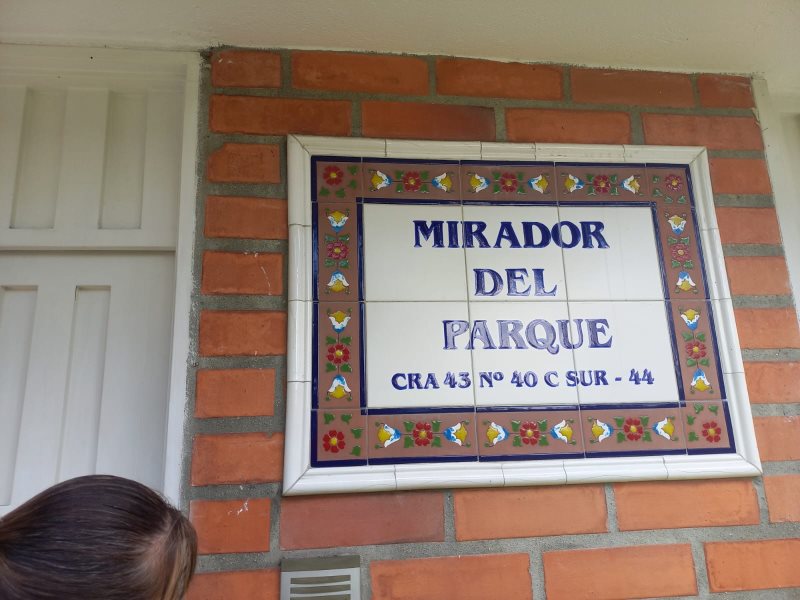 MIRADOR
DEL
PARQUE
CRA 43 Nº 40 C SUR - 44